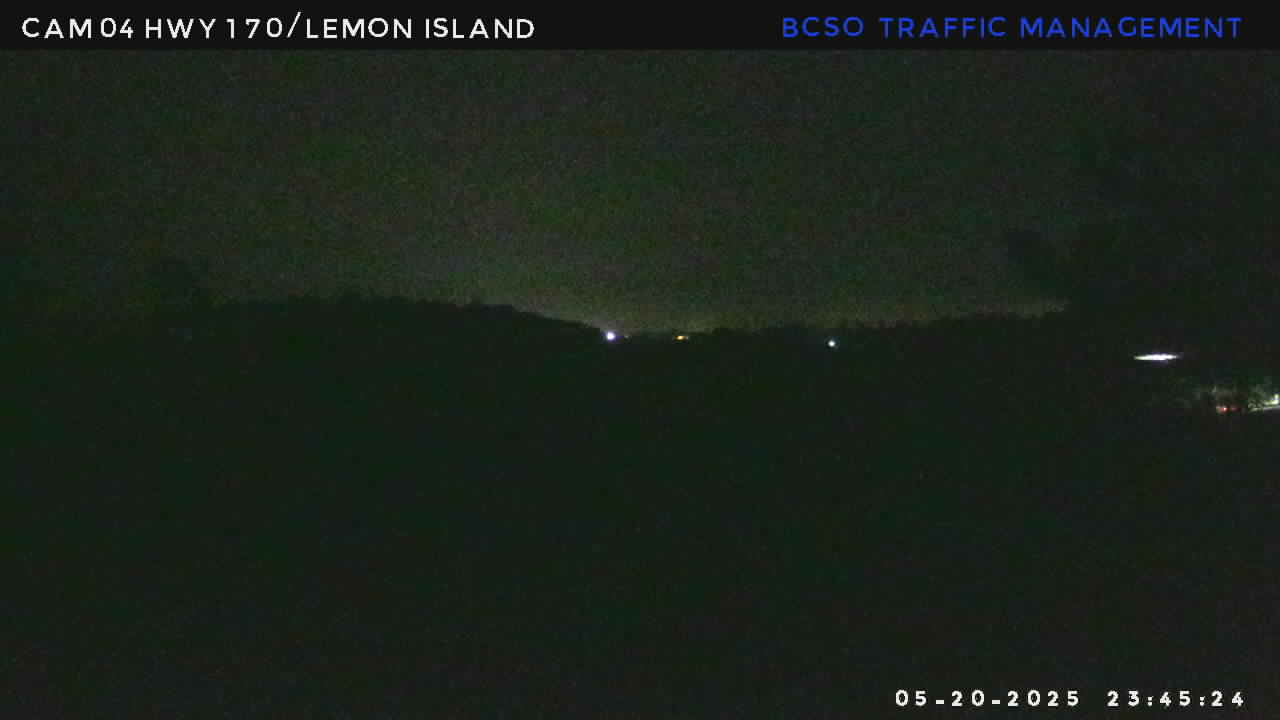 CAM 04 HWY 170/LEMON ISLAND
BCSO TRAFFIC MANAGEMENT
05-20-2025 23:45:24